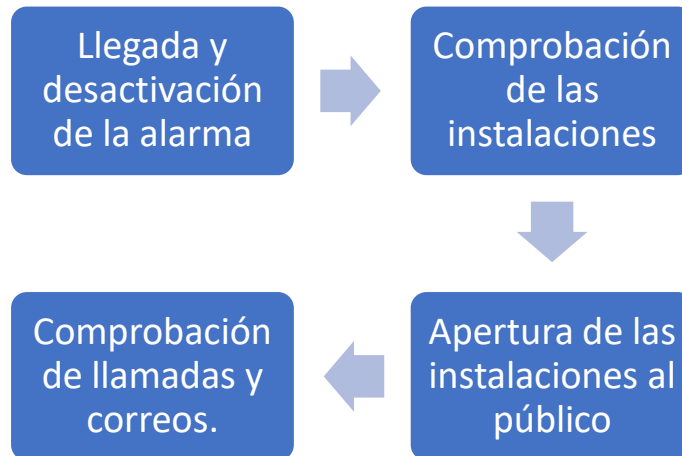 Llegada y
desactivación
de la alarma
Comprobación
de las
instalaciones
Apertura de las
instalaciones al
público
Comprobación
de llamadas y
correos.